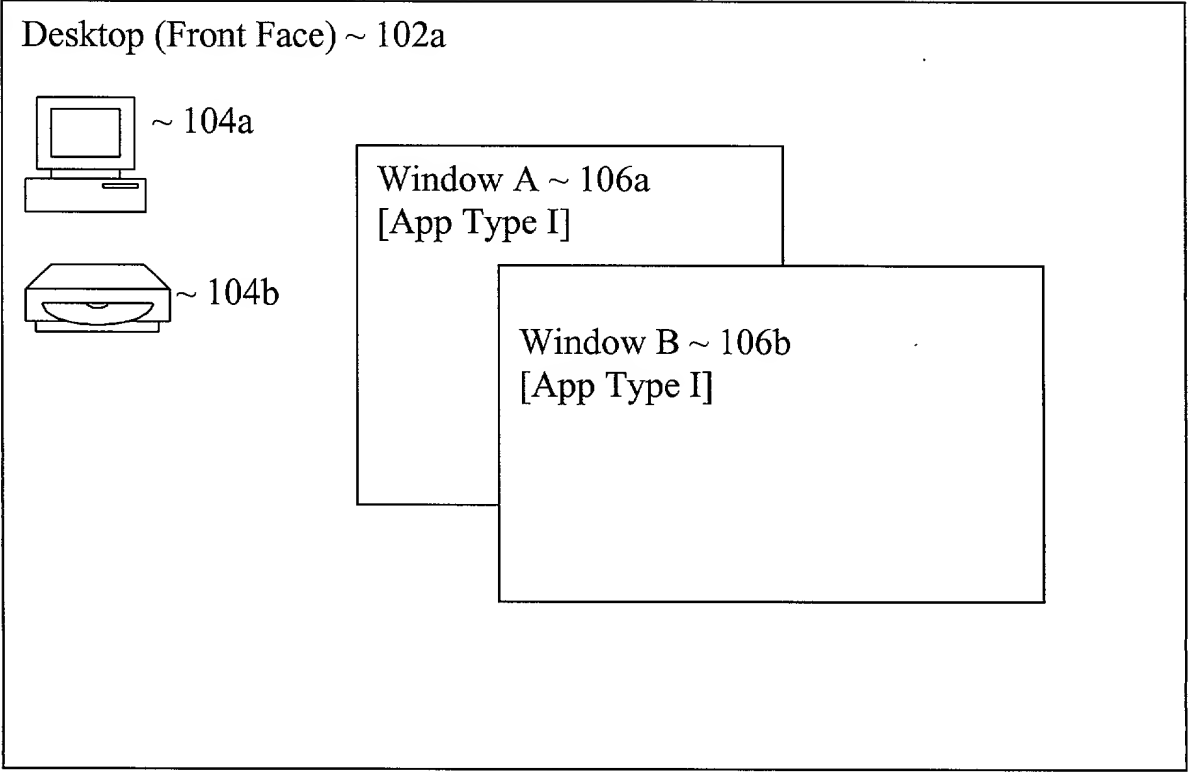 Desktop (Front Face) ~ 102a
~ 104a
Window A ~ 106a
[App Type I]
~ 104b
Window B ~ 106b
[App Type I]